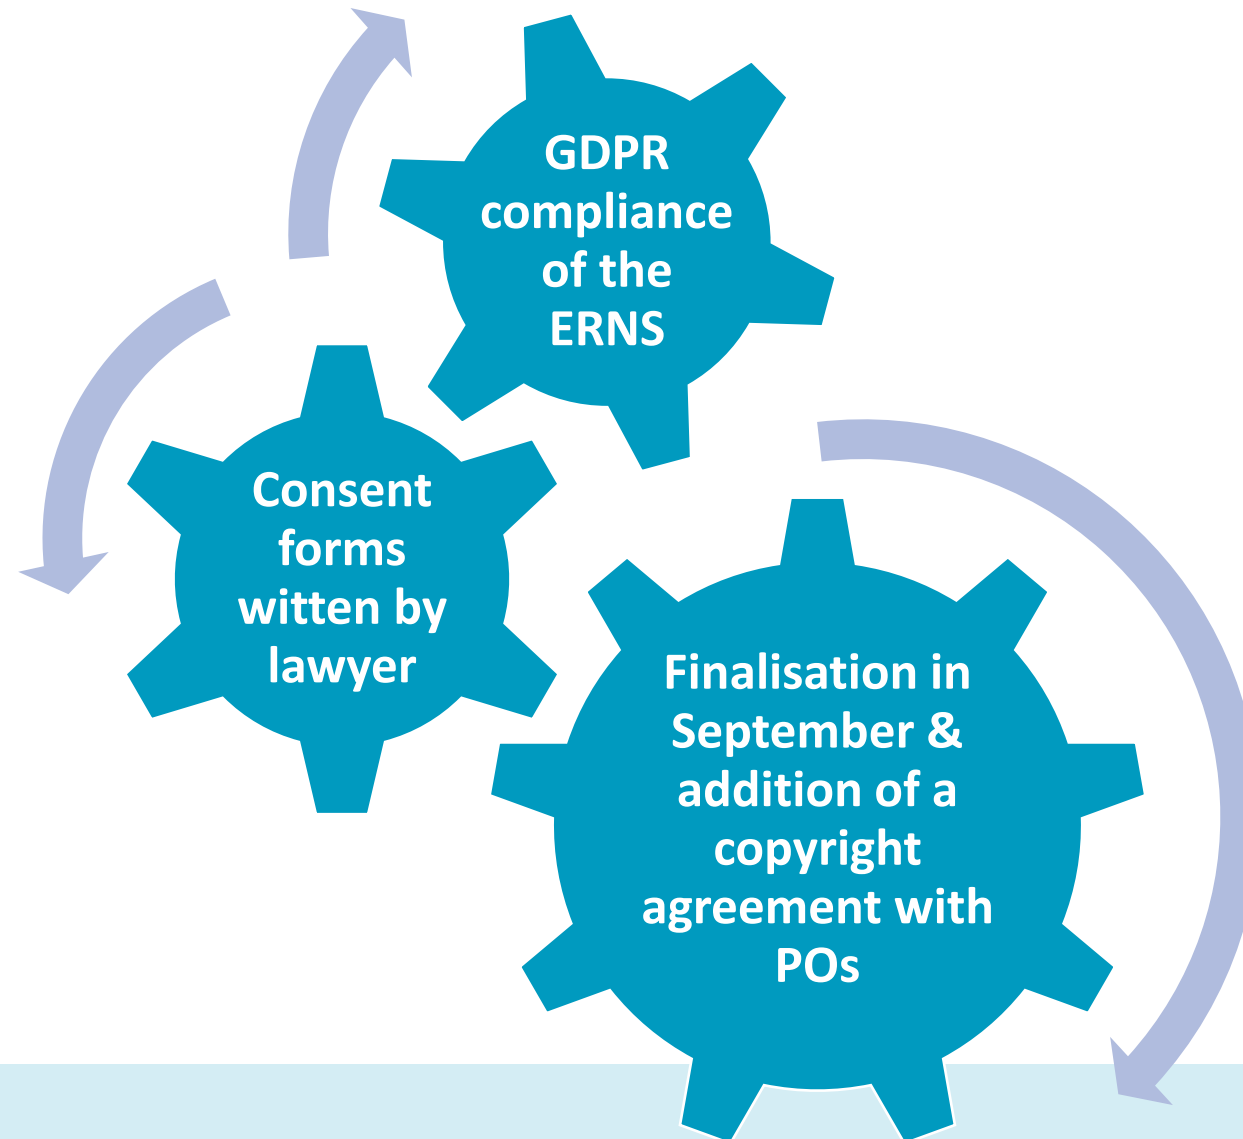 GDPR
compliance
of the
ERNS
Consent
forms
witten by
lawyer
Finalisation in
September &
addition of a
copyright
agreement with
POs